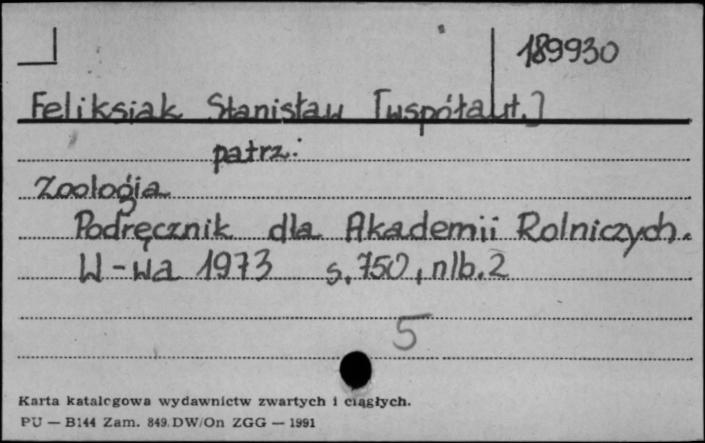 189930
Feliksiak Stanisław [współaut.]
patrz:
Zoologia
Podręcznik dla Akademii Rolniczych.
W-wa 1973 s. 750, nlb. 2
5
Karta katalogowa wydawnictw zwartych i ciągłych.
PU — B144 Zam. 849. DW/On ZGG — 1991